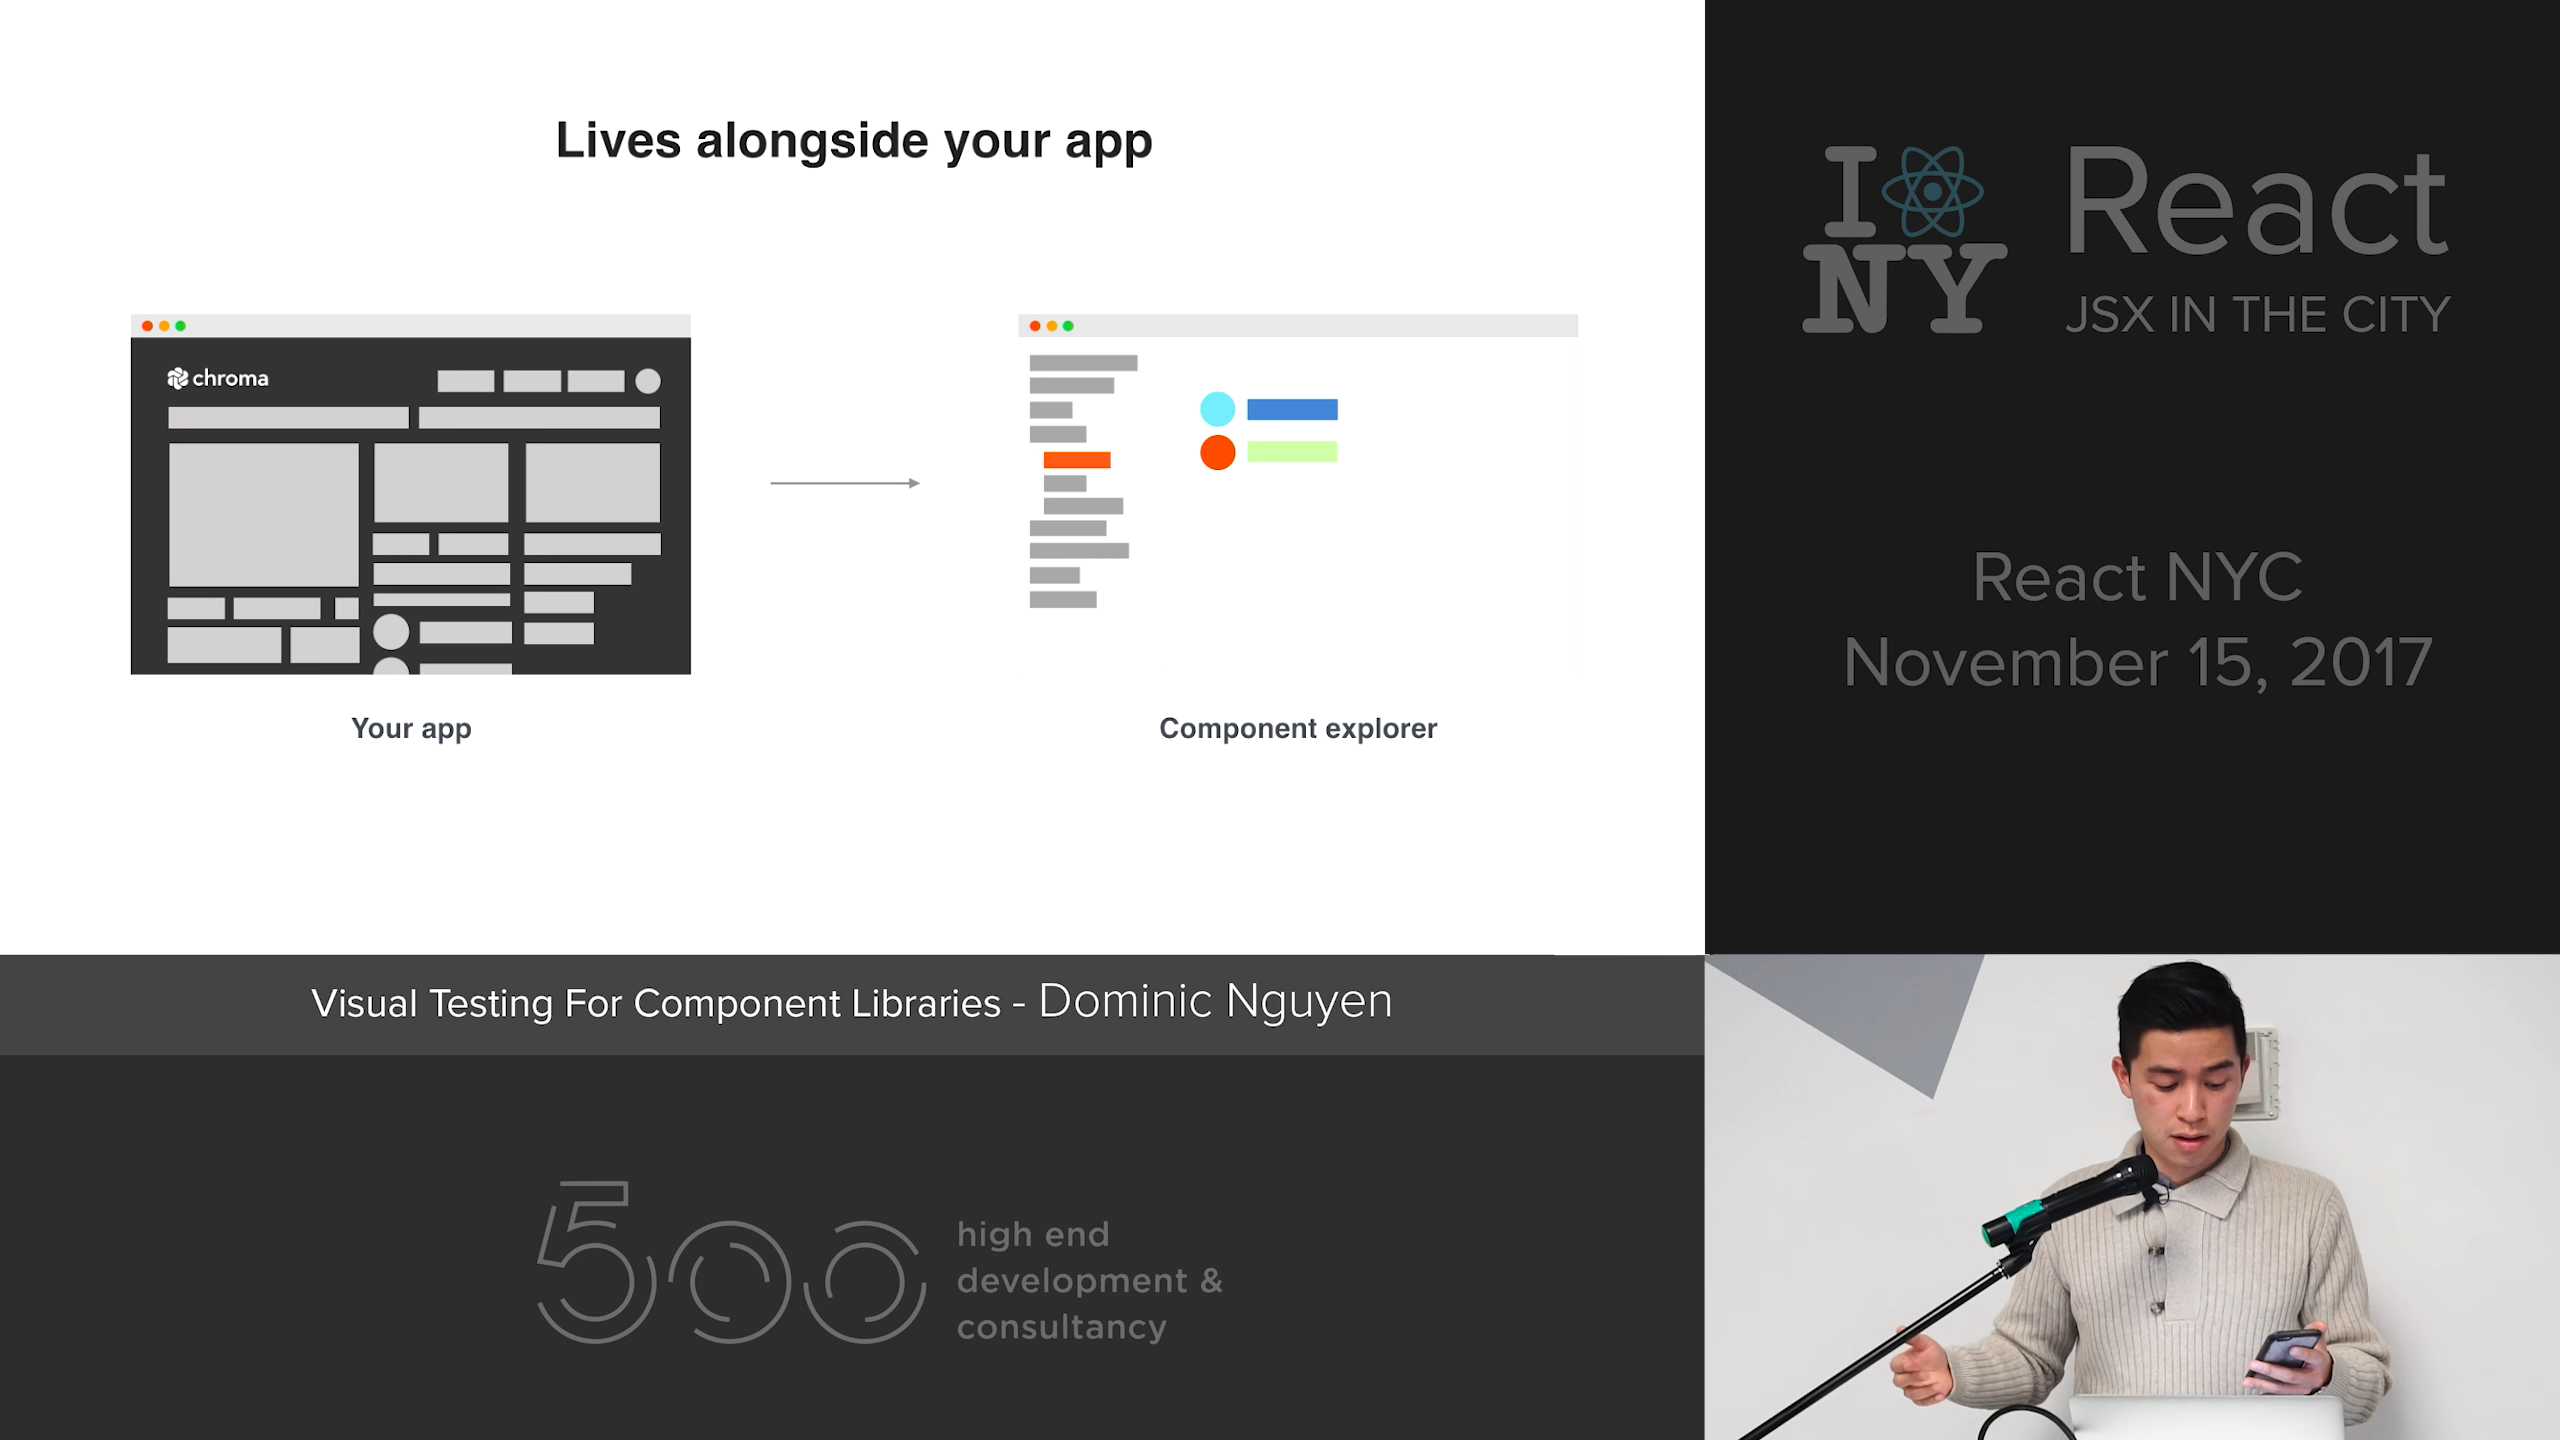 Lives alongside your app
chroma
Your app
Component explorer
I NY
React
JSX IN THE CITY
React NYC
November 15, 2017
Visual Testing For Component Libraries - Dominic Nguyen
500
high end
development &
consultancy